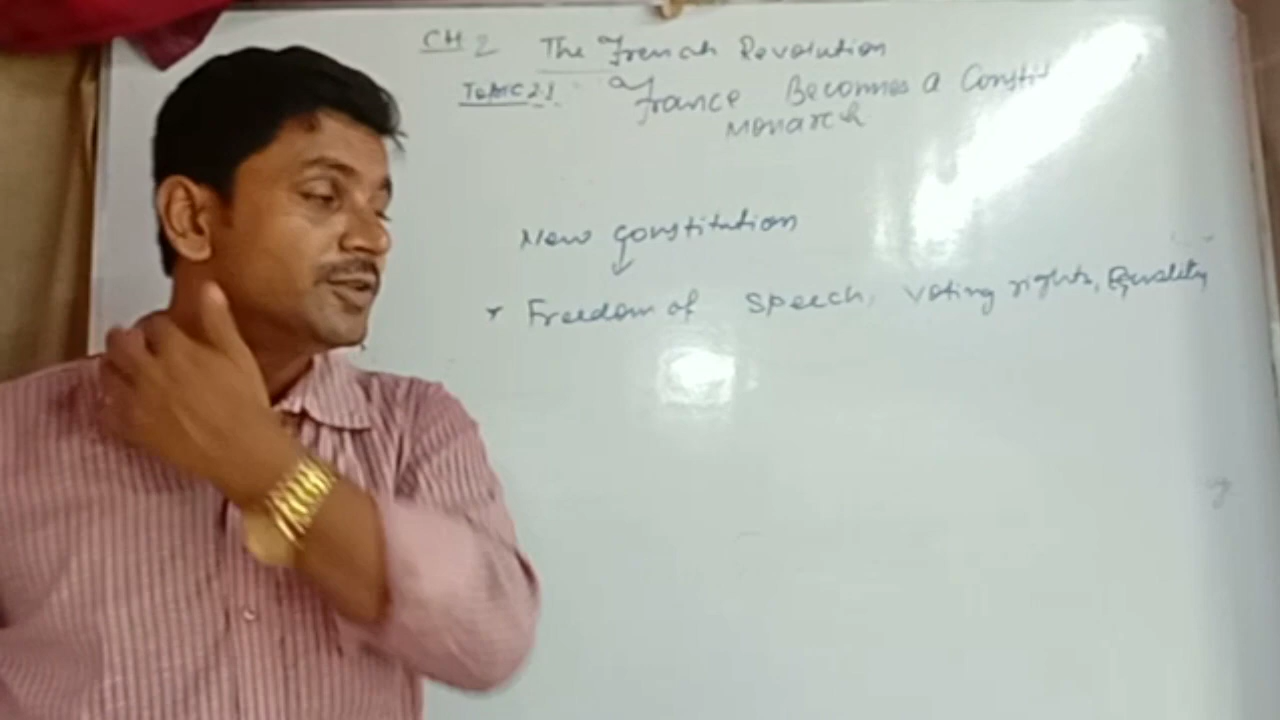 CH 2 The French Revolution
Topic 2.1 France Becomes a Constit
Monarch
New Constitution
Freedom of Speech, Voting rights, Equality